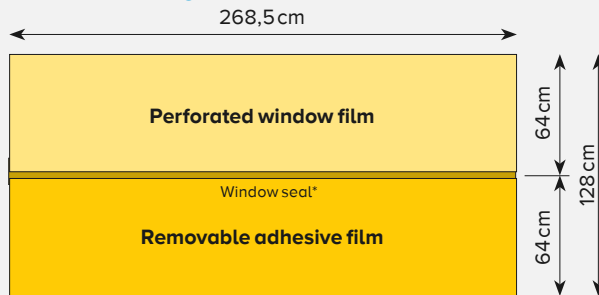 268,5 cm
Perforated window film
64 cm
Window seal*
128 cm
Removable adhesive film
64 cm